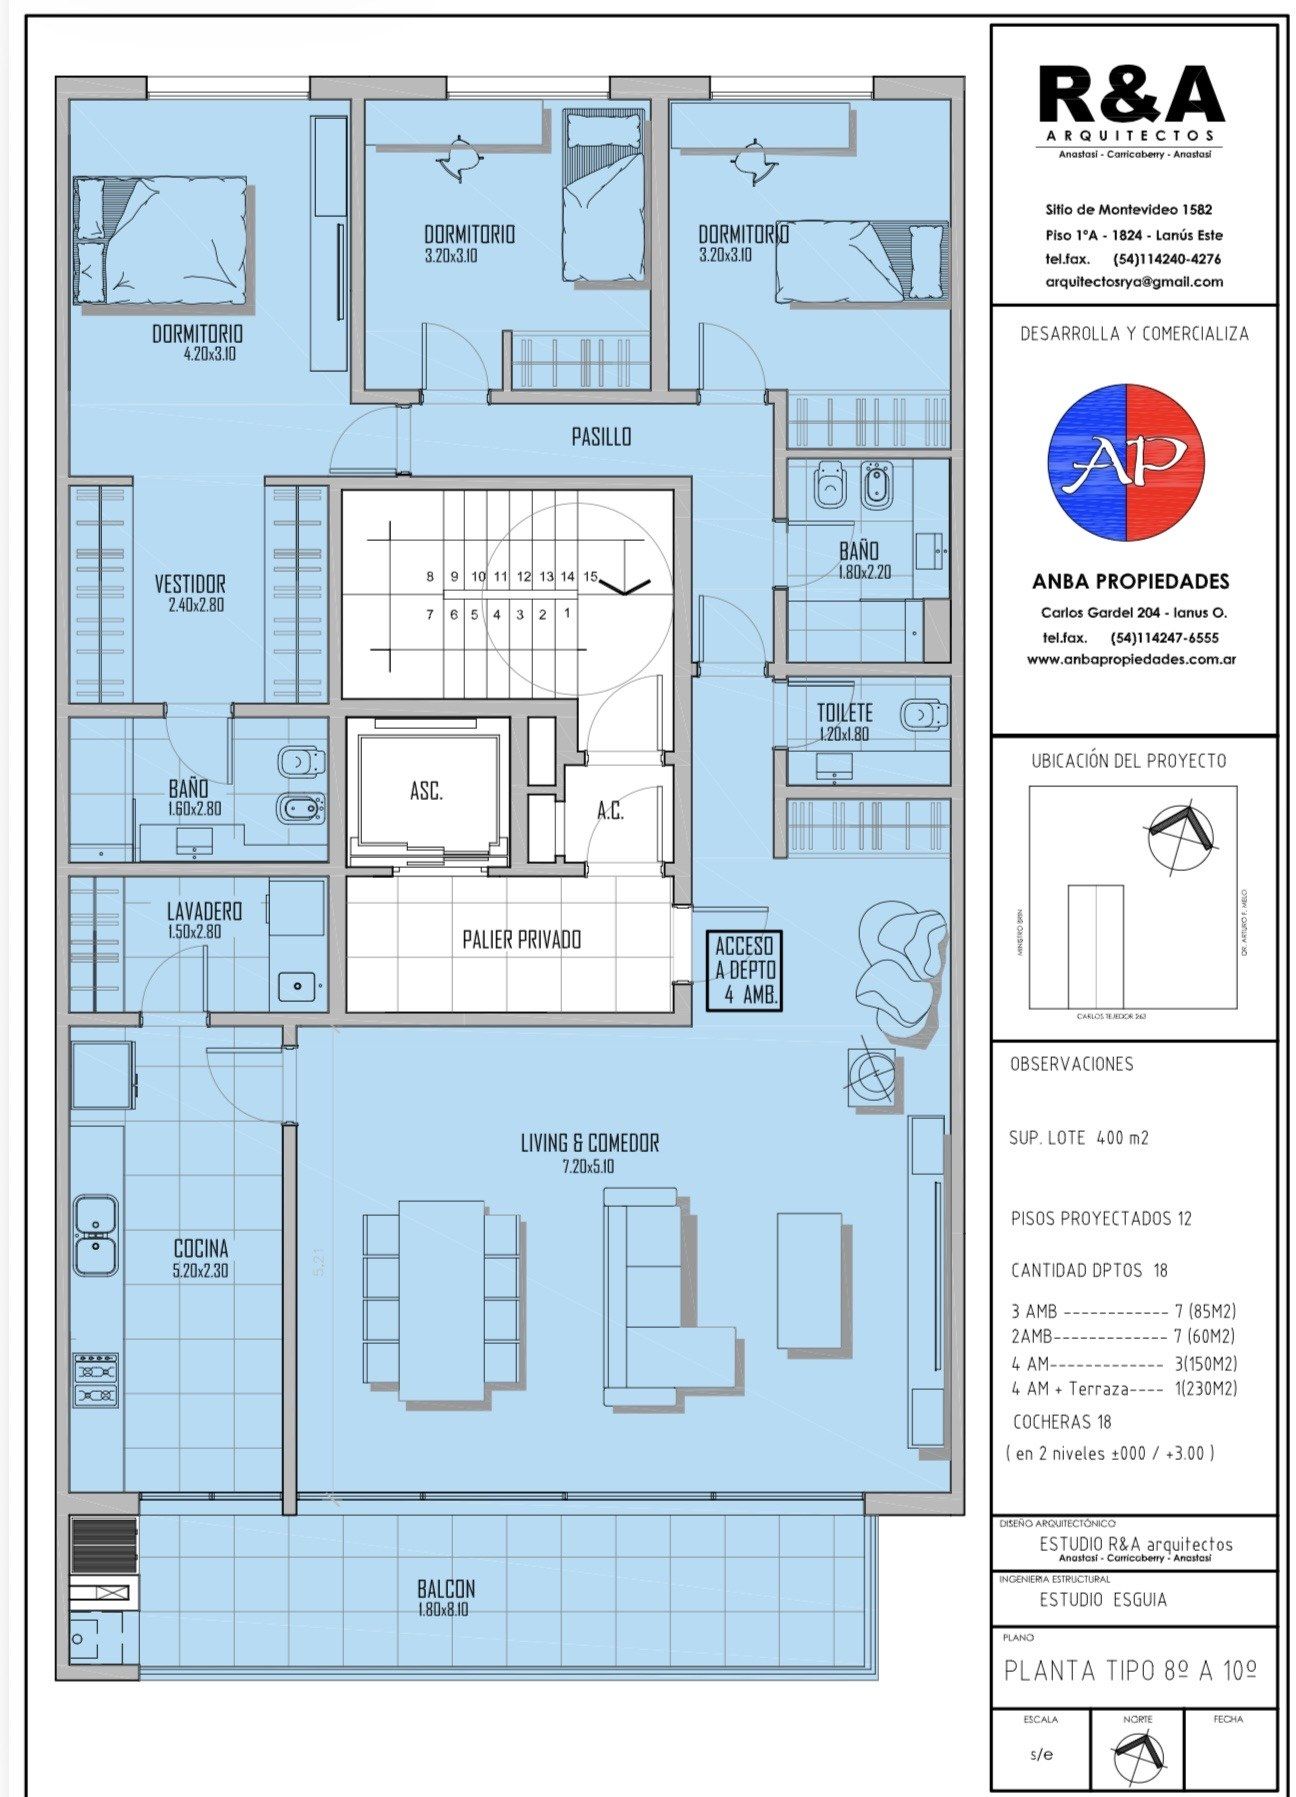 R&A
ARQUITECTOS
Anastasi - Carricaberry - Anastasi
Sitio de Montevideo 1582
Piso 1°A - 1824 - Lanús Este
tel.fax. (54)114240-4276
arquitectosrya@gmail.com
DESARROLLA Y COMERCIALIZA
AP
ANBA PROPIEDADES
Carlos Gardel 204 - lanus O.
tel.fax. (54)114247-6555
www.anbapropiedades.com.ar
UBICACIÓN DEL PROYECTO
MINISTRO BRIN
DR. ARTURO F. MELO
CARLOS TEJEDOR 263
OBSERVACIONES
SUP. LOTE 400 m2
PISOS PROYECTADOS 12
CANTIDAD DPTOS 18
3 AMB ------------ 7 (85M2)
2AMB------------- 7 (60M2)
4 AM------------- 3(150M2)
4 AM + Terraza---- 1(230M2)
COCHERAS 18
( en 2 niveles ±000 / +3.00 )
DISEÑO ARQUITECTÓNICO
ESTUDIO R&A arquitectos
Anastasi - Carricaberry - Anastasi
INGENIERIA ESTRUCTURAL
ESTUDIO ESGUIA
PLANO
PLANTA TIPO 8º A 10º
ESCALA
s/e
NORTE
FECHA
DORMITORIO
4.20x3.10
DORMITORIO
3.20x3.10
DORMITORIO
3.20x3.10
PASILLO
VESTIDOR
2.40x2.80
8 9 10 11 12 13 14 15
7 6 5 4 3 2 1
BAÑO
1.80x2.20
TOILETE
1.20x1.80
BAÑO
1.60x2.80
ASC.
A.C.
LAVADERO
1.50x2.80
PALIER PRIVADO
ACCESO
A DEPTO
4 AMB.
LIVING & COMEDOR
7.20x5.10
5.21
COCINA
5.20x2.30
BALCON
1.80x8.10